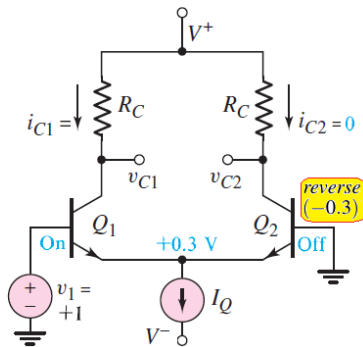 V+
RC
RC
iC1 =
iC2 = 0
vC1
vC2
reverse
(−0.3)
Q1
Q2
On
+0.3 V
Off
+
−
v1 =
+1
IQ
V−